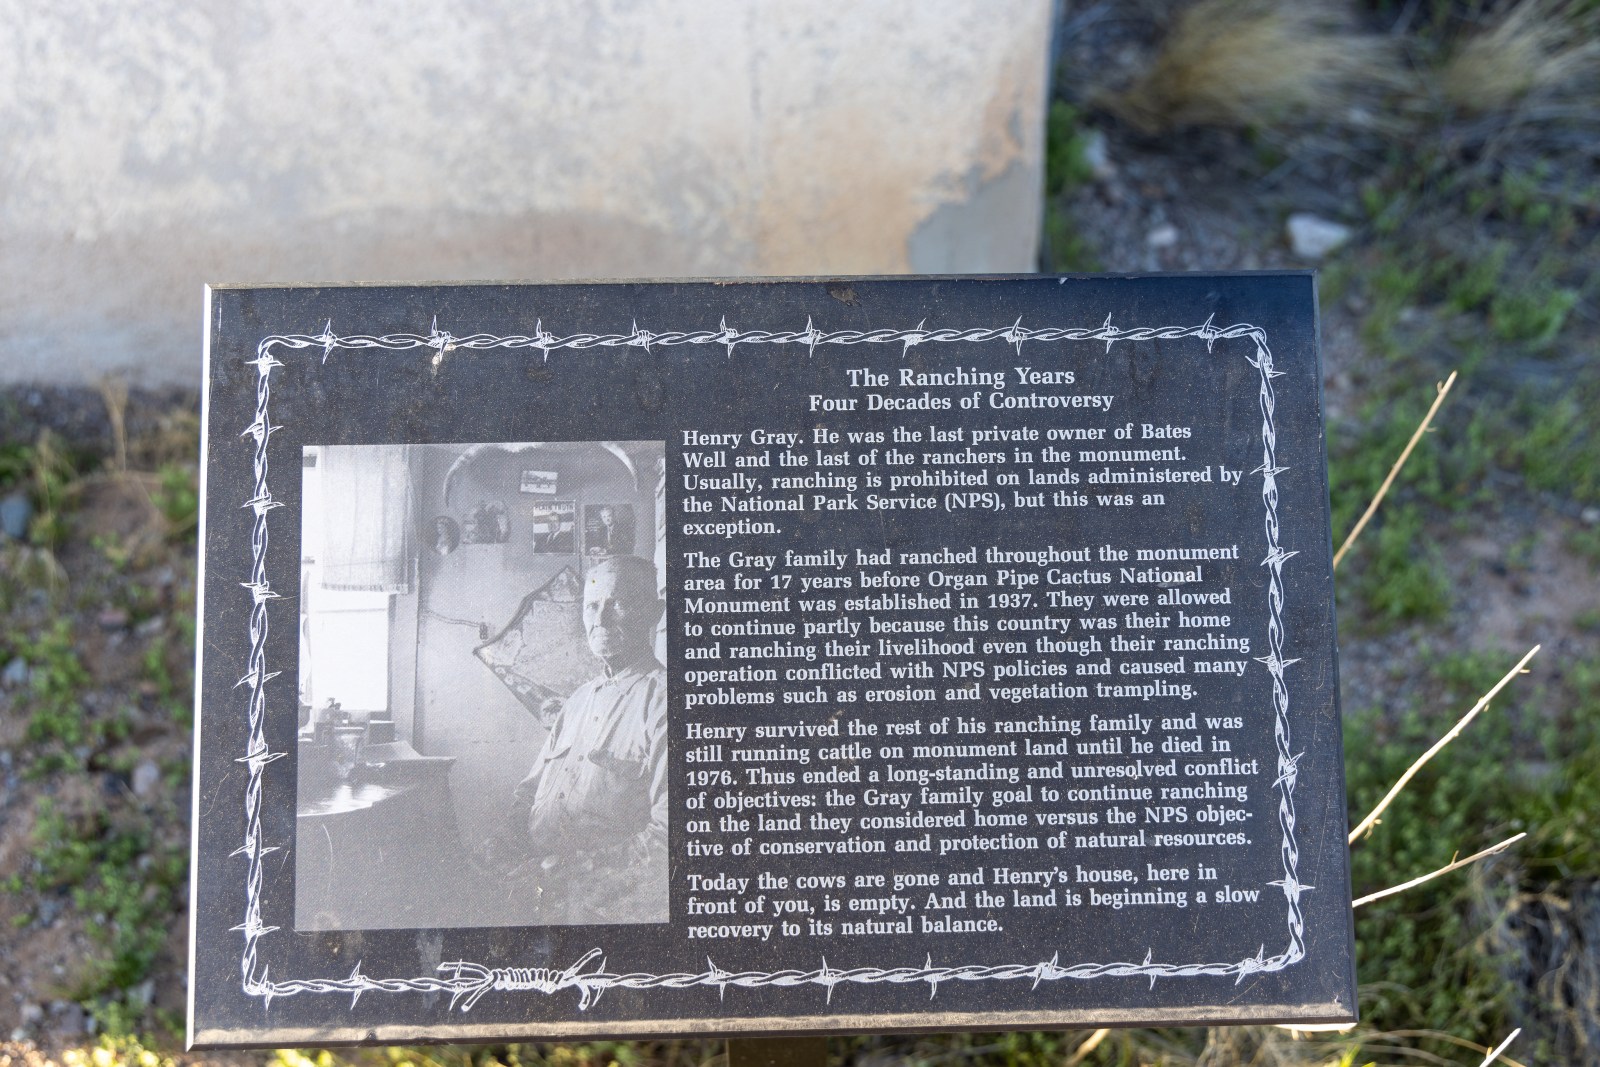 The Ranching Years
Four Decades of Controversy
Henry Gray. He was the last private owner of Bates
Well and the last of the ranchers in the monument.
Usually, ranching is prohibited on lands administered by
the National Park Service (NPS), but this was an
exception.
The Gray family had ranched throughout the monument
area for 17 years before Organ Pipe Cactus National
Monument was established in 1937. They were allowed
to continue partly because this country was their home
and ranching their livelihood even though their ranching
operation conflicted with NPS policies and caused many
problems such as erosion and vegetation trampling.
Henry survived the rest of his ranching family and was
still running cattle on monument land until he died in
1976. Thus ended a long-standing and unresolved conflict
of objectives: the Gray family goal to continue ranching
on the land they considered home versus the NPS objec-
tive of conservation and protection of natural resources.
Today the cows are gone and Henry's house, here in
front of you, is empty. And the land is beginning a slow
recovery to its natural balance.
PLAIN TRUTH